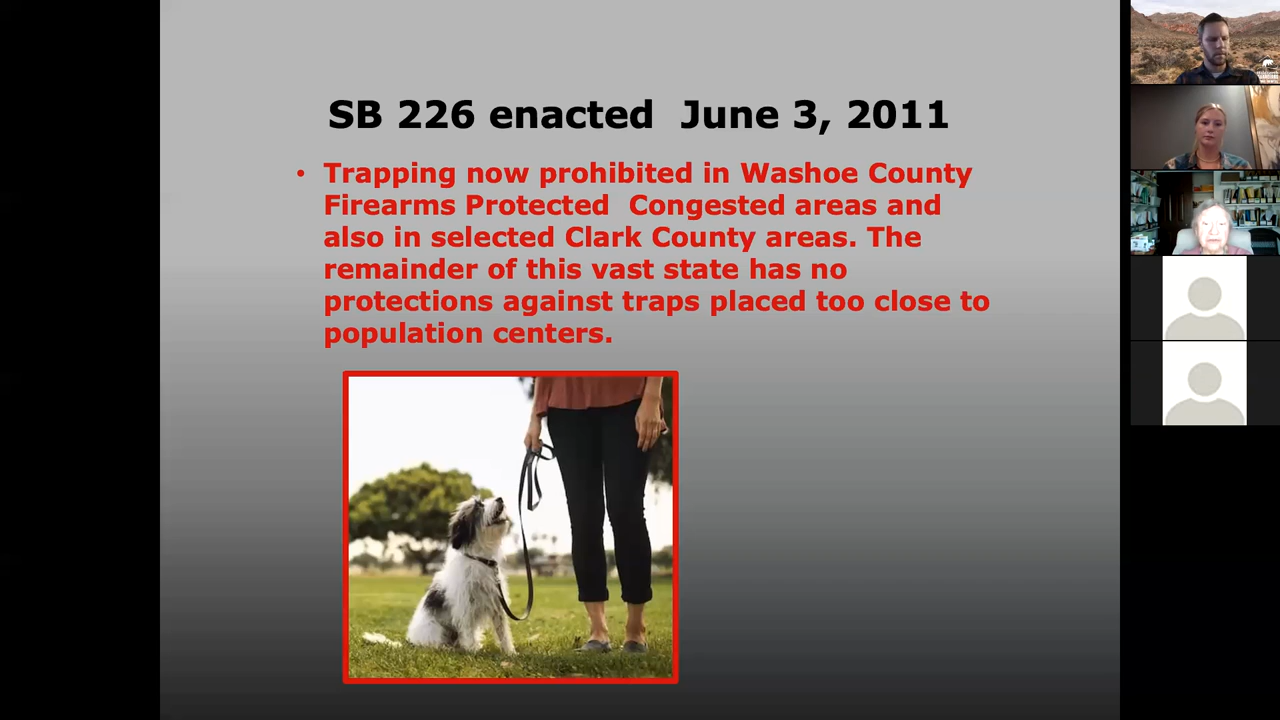 SB 226 enacted  June 3, 2011
• Trapping now prohibited in Washoe County
Firearms Protected  Congested areas and
also in selected Clark County areas. The
remainder of this vast state has no
protections against traps placed too close to
population centers.